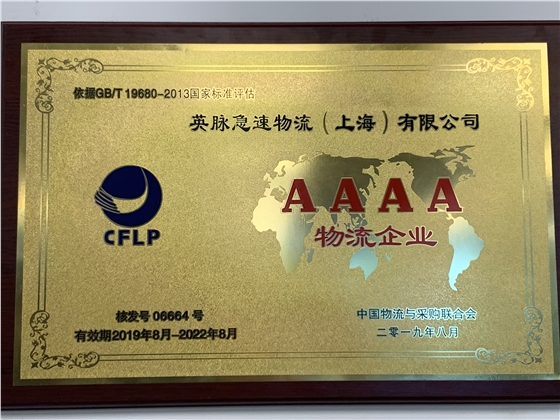 依据GB/T 19680-2013国家标准评估
英脉急速物流（上海）有限公司
AAAA
物流企业
CFLP
核发号 06664 号
有效期2019年8月-2022年8月
中国物流与采购联合会
二零一九年八月